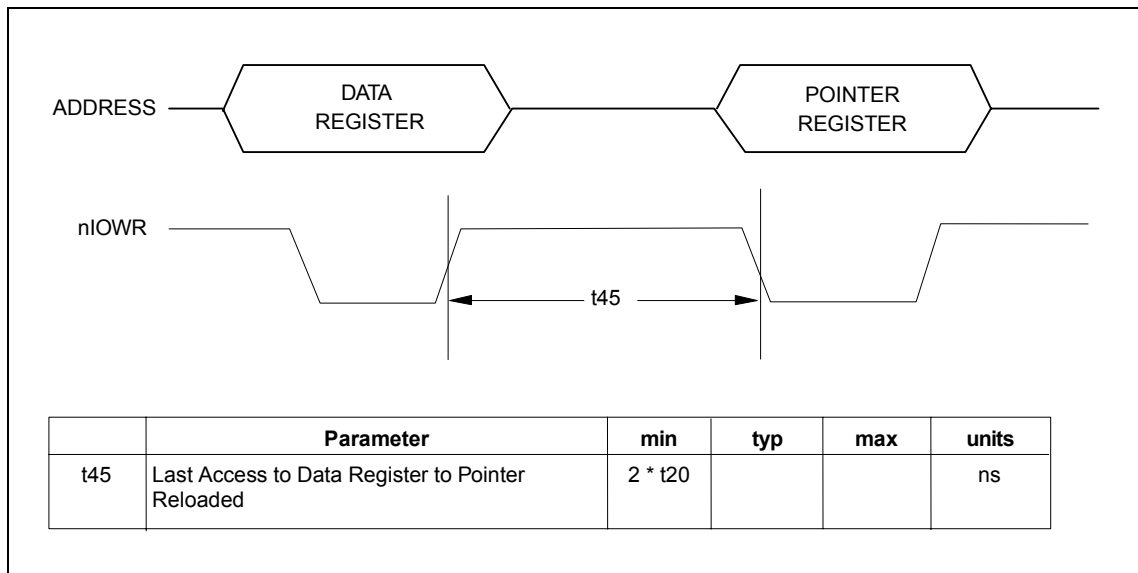 ADDRESS
DATA
REGISTER
POINTER
REGISTER
nIOWR
t45
Parameter min typ max units
t45 Last Access to Data Register to Pointer 2 * t20 ns
Reloaded